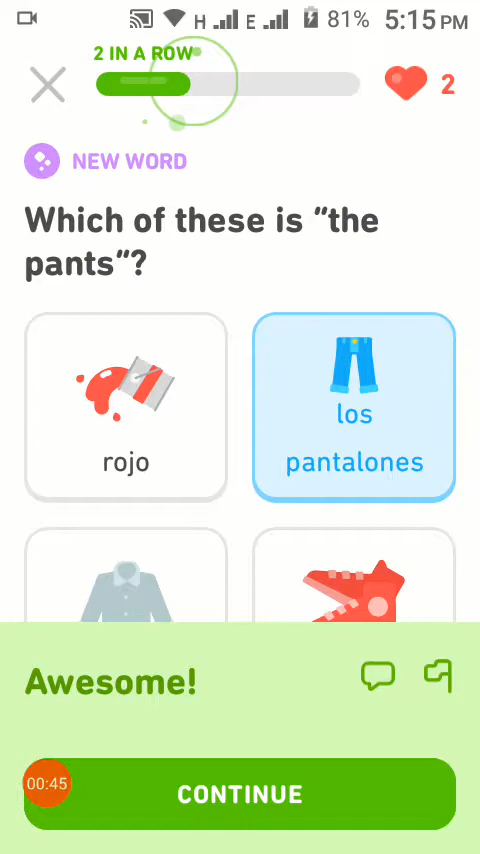 H E 81% 5:15 PM
2 IN A ROW
2
NEW WORD
Which of these is "the
pants"?
rojo
los
pantalones
Awesome!
00:45
CONTINUE